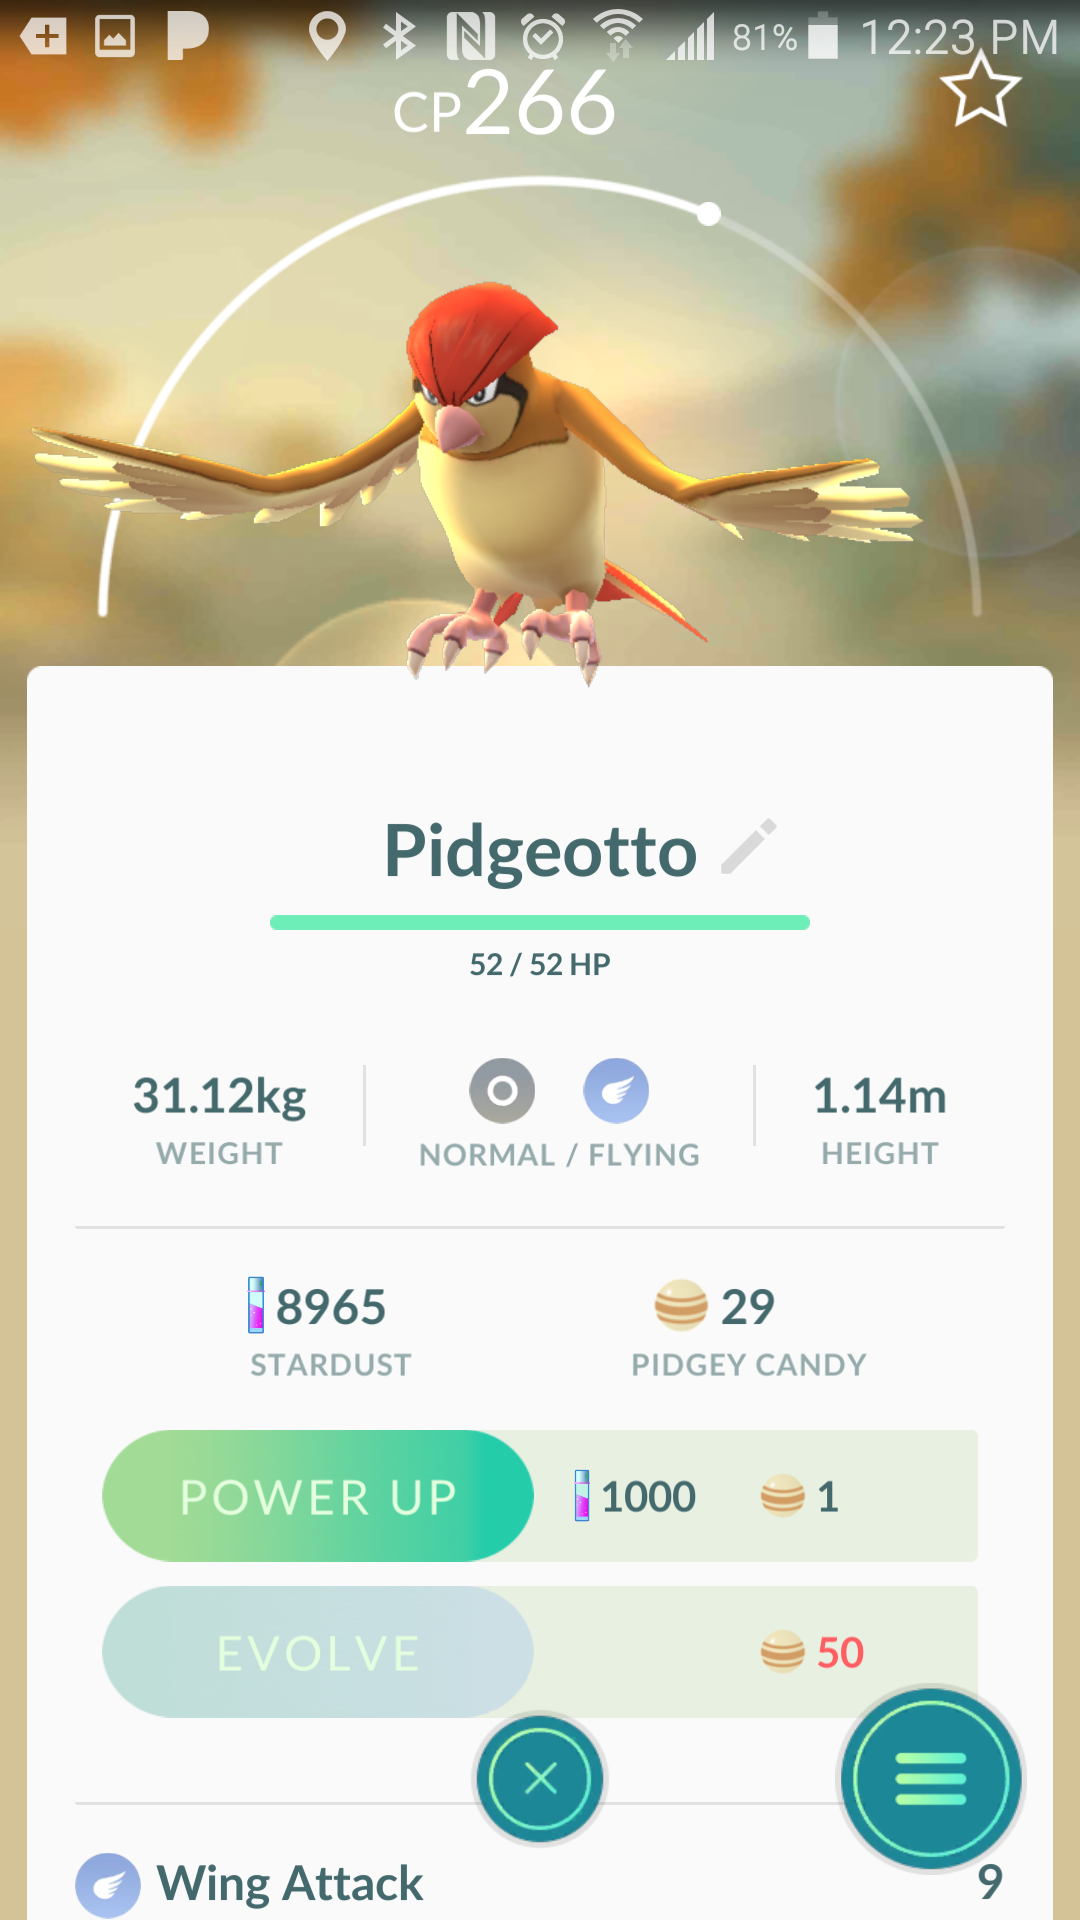 81% 12:23 PM
CP266
Pidgeotto
52 / 52 HP
31.12kg
WEIGHT
NORMAL / FLYING
1.14m
HEIGHT
8965
STARDUST
29
PIDGEY CANDY
POWER UP 1000 1
EVOLVE 50
Wing Attack 9